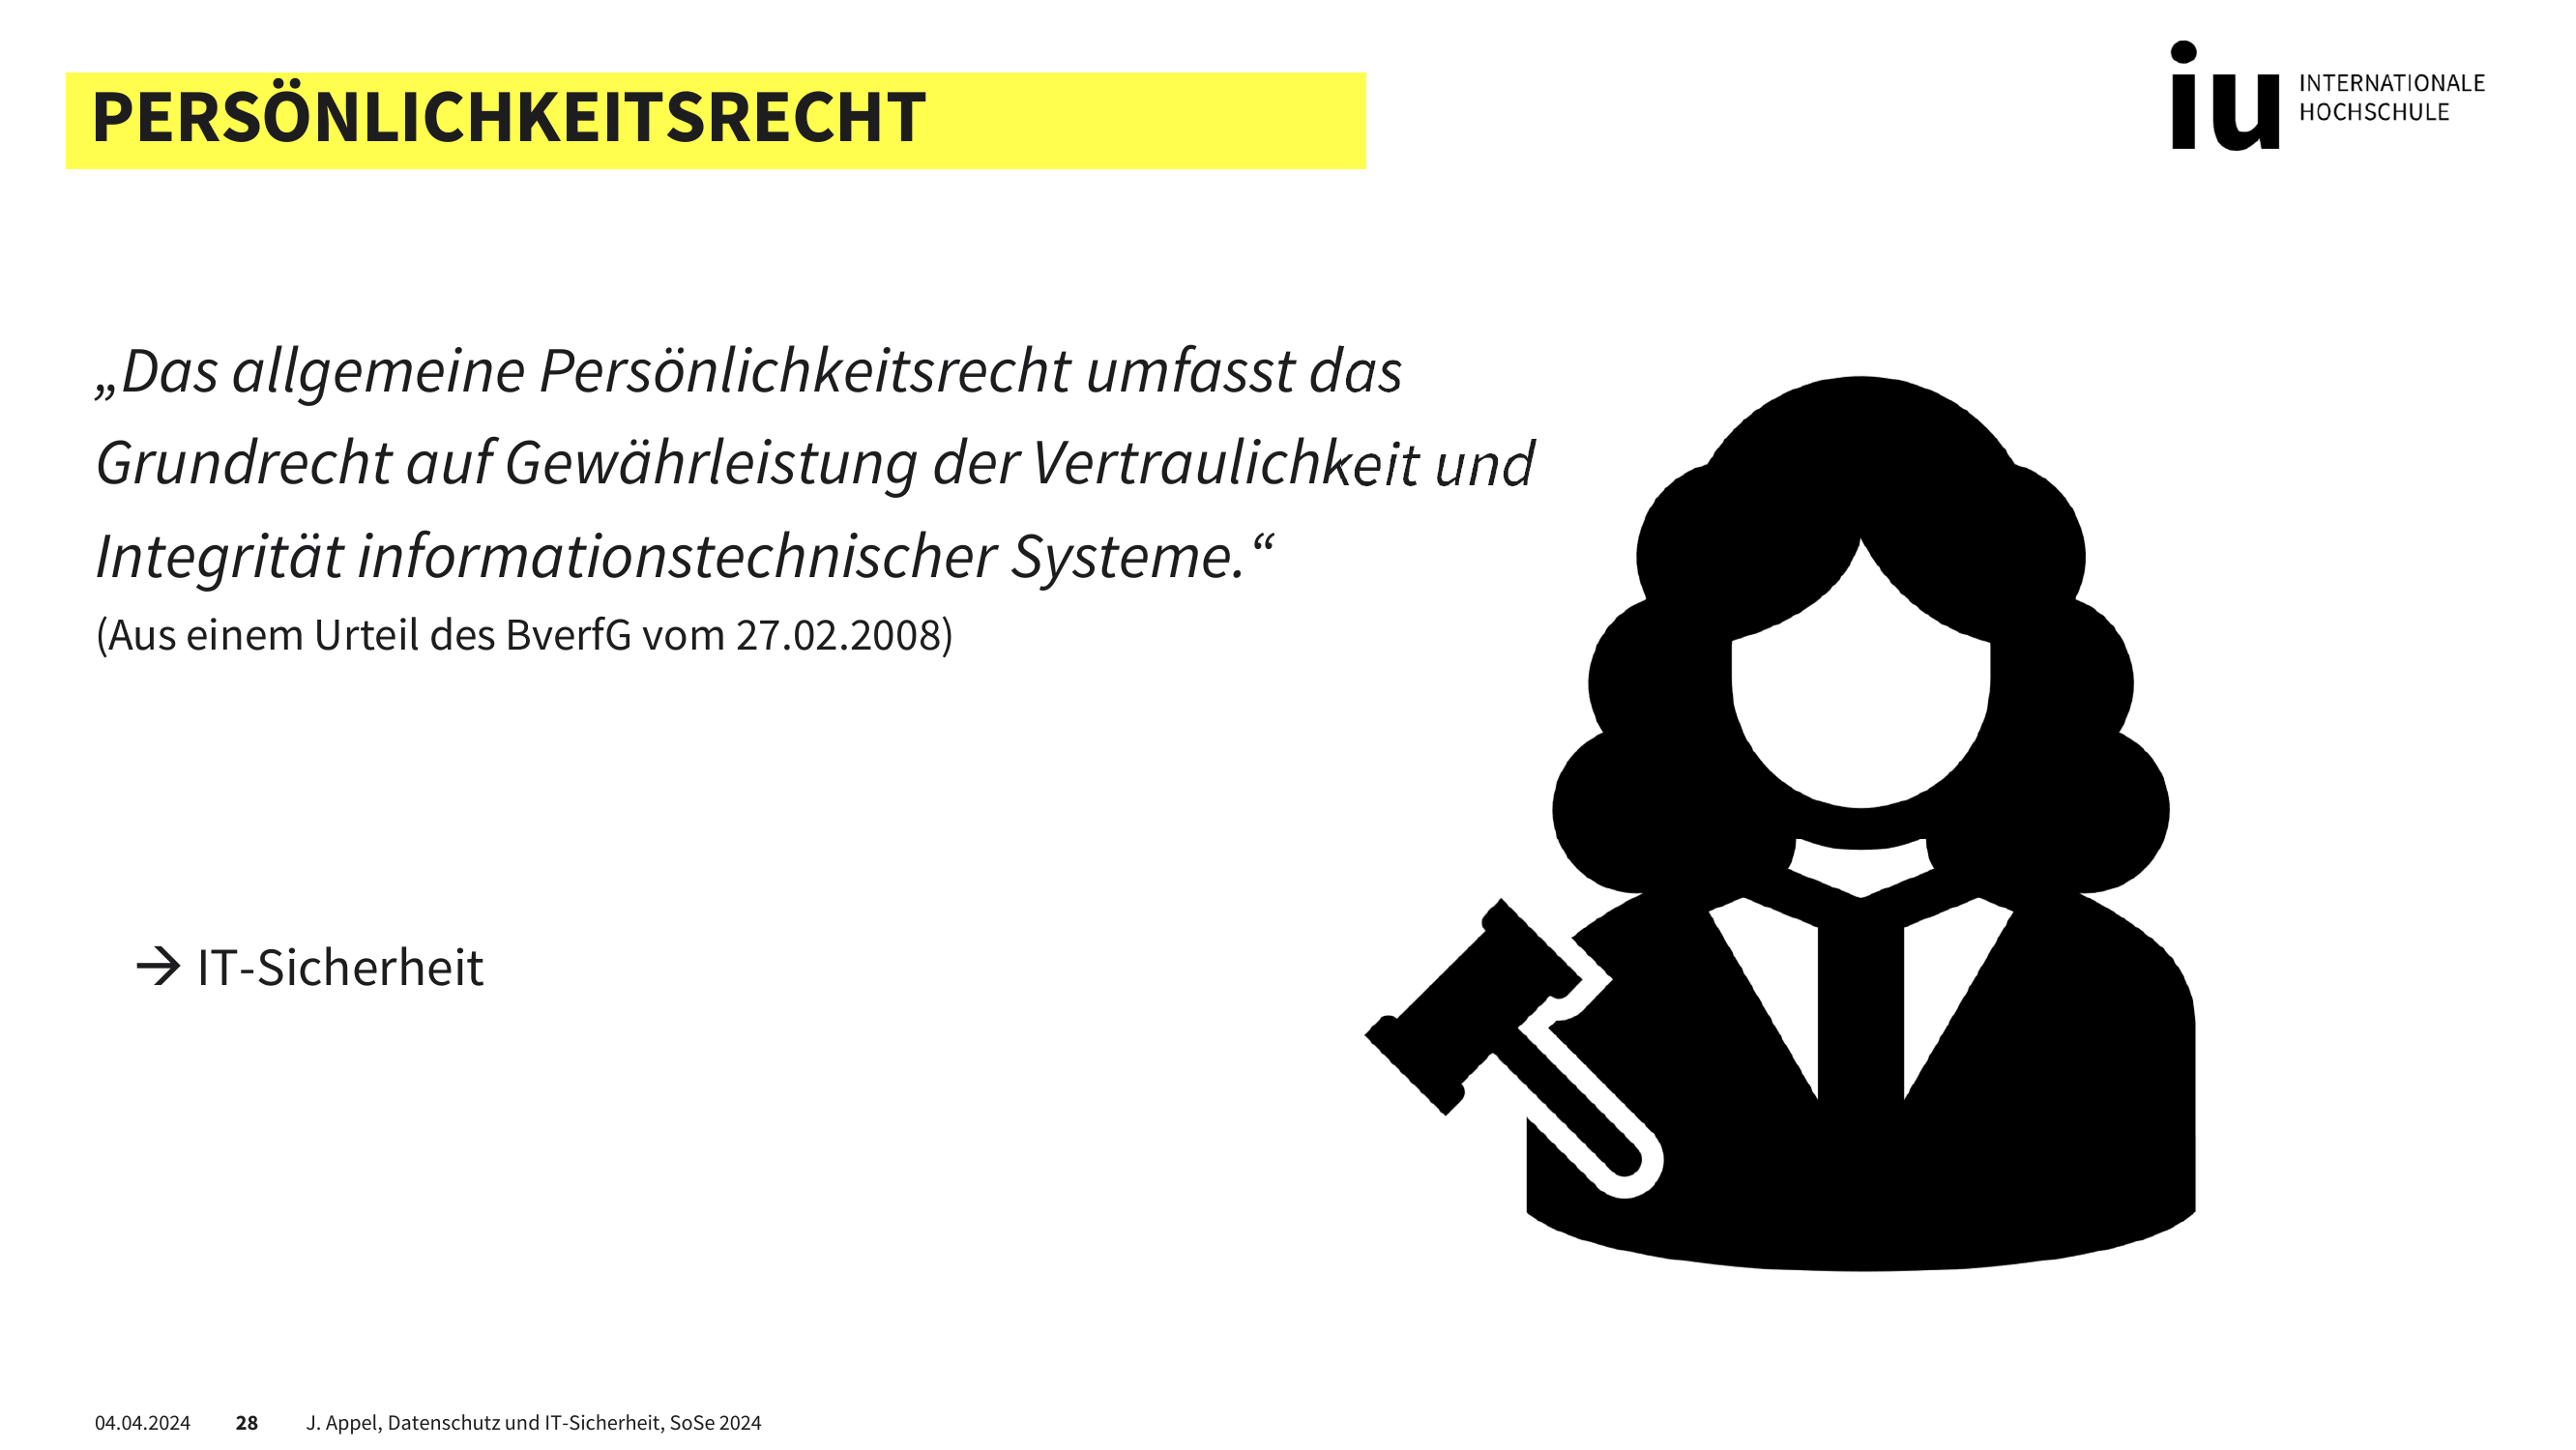 PERSÖNLICHKEITSRECHT
iu INTERNATIONALE
HOCHSCHULE
„Das allgemeine Persönlichkeitsrecht umfasst das
Grundrecht auf Gewährleistung der Vertraulichkeit und
Integrität informationstechnischer Systeme.“
(Aus einem Urteil des BverfG vom 27.02.2008)
→ IT-Sicherheit
04.04.2024 28 J. Appel, Datenschutz und IT-Sicherheit, SoSe 2024